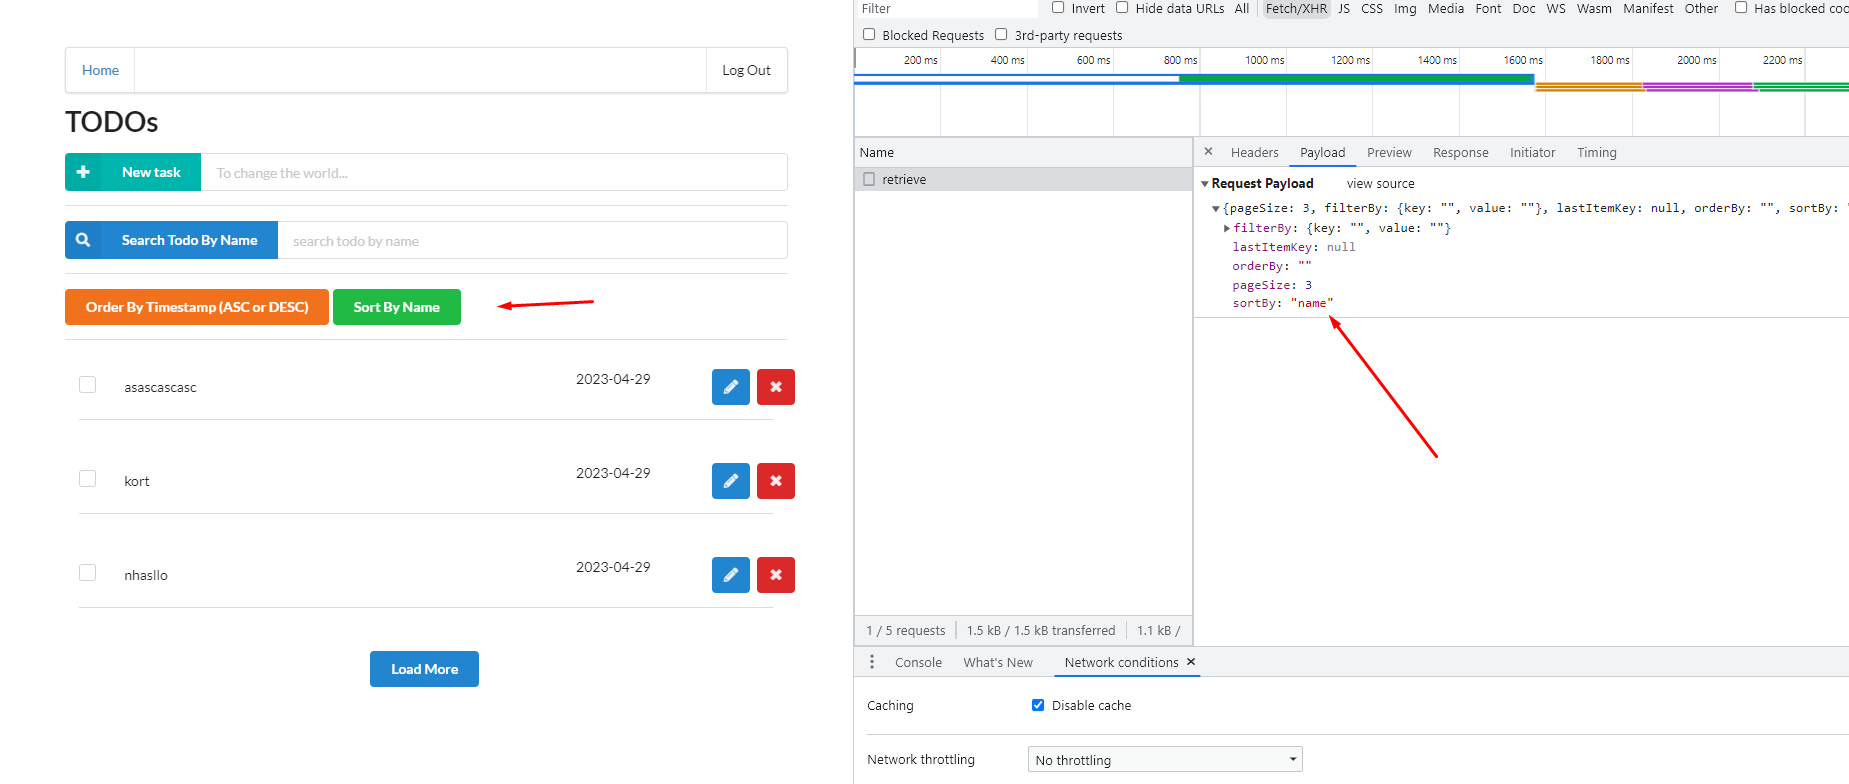 Home
Log Out
TODOs
New task
To change the world...
Search Todo By Name
search todo by name
Order By Timestamp (ASC or DESC)
Sort By Name
asascascasc
2023-04-29
kort
2023-04-29
nhasllo
2023-04-29
Load More
Filter
Invert Hide data URLs All Fetch/XHR JS CSS Img Media Font Doc WS Wasm Manifest Other Has blocked coo
Blocked Requests 3rd-party requests
200 ms 400 ms 600 ms 800 ms 1000 ms 1200 ms 1400 ms 1600 ms 1800 ms 2000 ms 2200 ms
Name
retrieve
1 / 5 requests 1.5 kB / 1.5 kB transferred 1.1 kB /
× Headers Payload Preview Response Initiator Timing
Request Payload view source
{pageSize: 3, filterBy: {key: "", value: ""}, lastItemKey: null, orderBy: "", sortBy: "
filterBy: {key: "", value: ""}
lastItemKey: null
orderBy: ""
pageSize: 3
sortBy: "name"
Console What's New Network conditions ×
Caching Disable cache
Network throttling No throttling